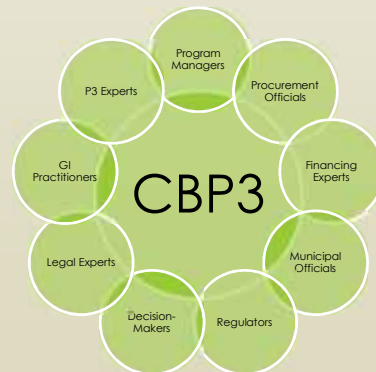 Program
Managers
Procurement
Officials
Financing
Experts
Municipal
Officials
Regulators
Decision-
Makers
Legal Experts
GI
Practitioners
P3 Experts
CBP3